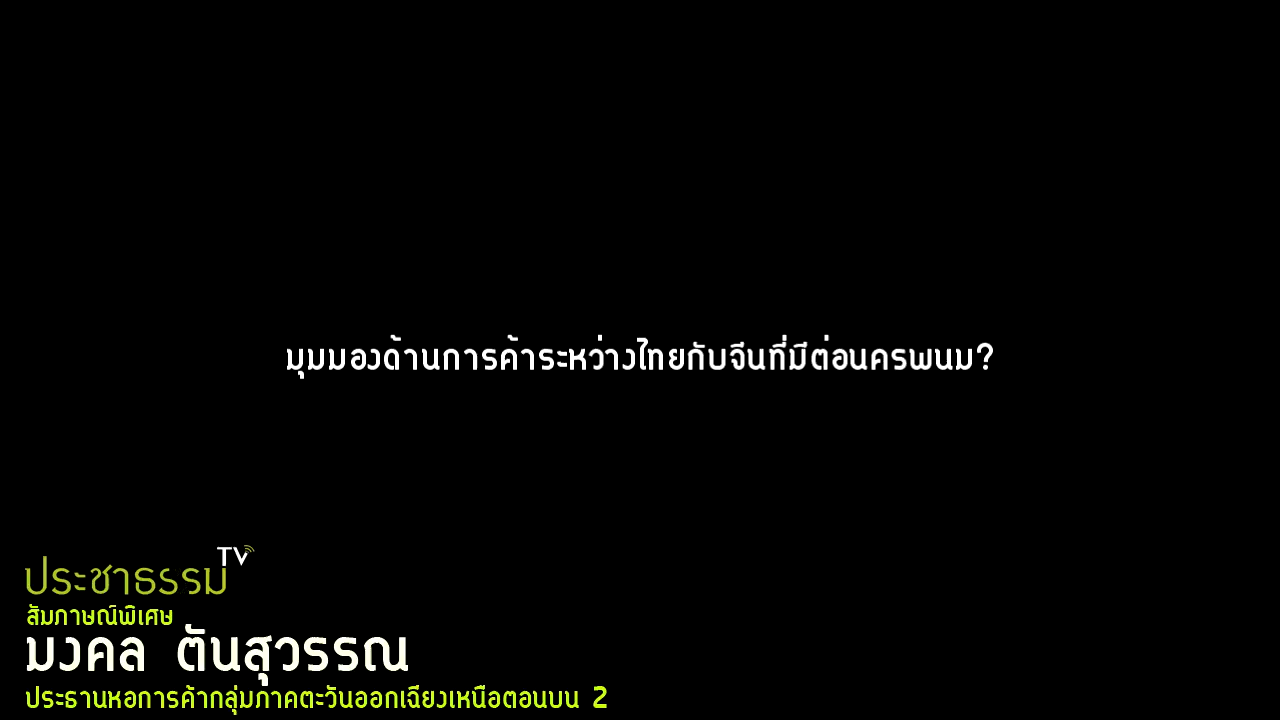 มุมมองด้านการค้าระหว่างไทยกับจีนที่มีต่อนครพนม?
ประชาธรรม TV
สัมภาษณ์พิเศษ
มงคล ตันสุวรรณ
ประธานหอการค้ากลุ่มภาคตะวันออกเฉียงเหนือตอนบน 2